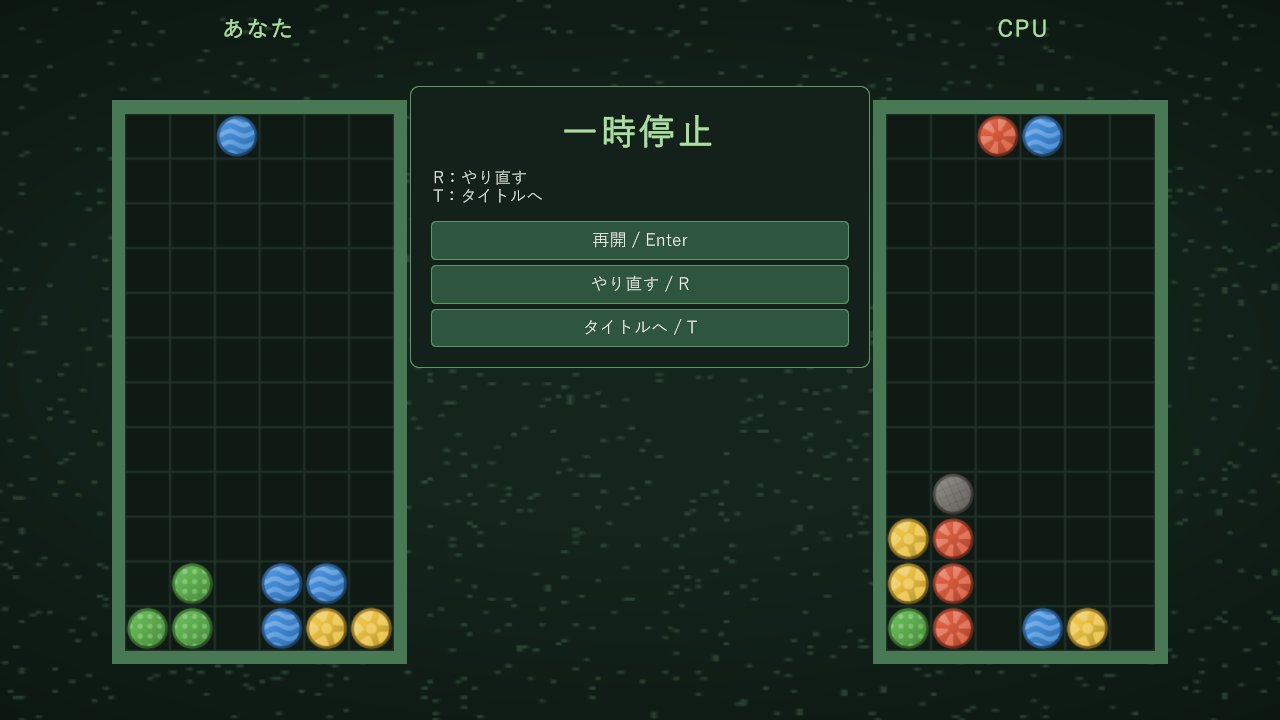 あなた
CPU
一時停止
R：やり直す
T：タイトルへ
再開 / Enter
やり直す / R
タイトルへ / T